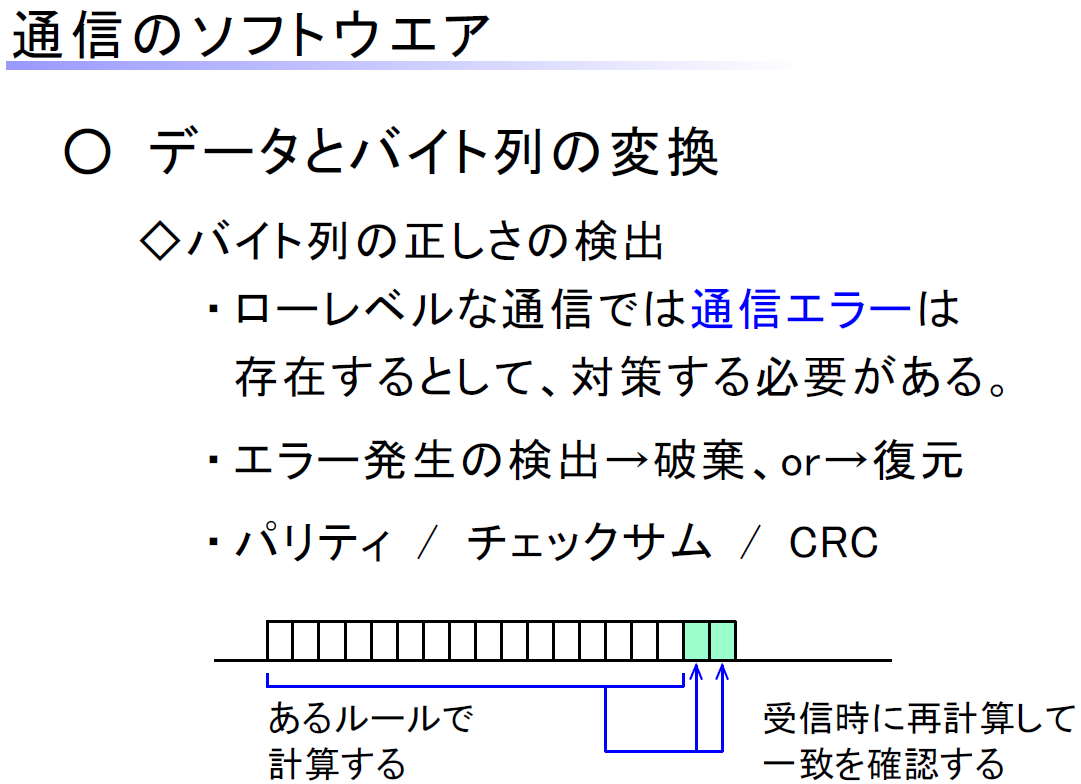 通信のソフトウエア
○ データとバイト列の変換
◇バイト列の正しさの検出
・ローレベルな通信では通信エラーは
存在するとして、対策する必要がある。
・エラー発生の検出→破棄、or→復元
・パリティ / チェックサム / CRC
あるルールで
計算する
受信時に再計算して
一致を確認する